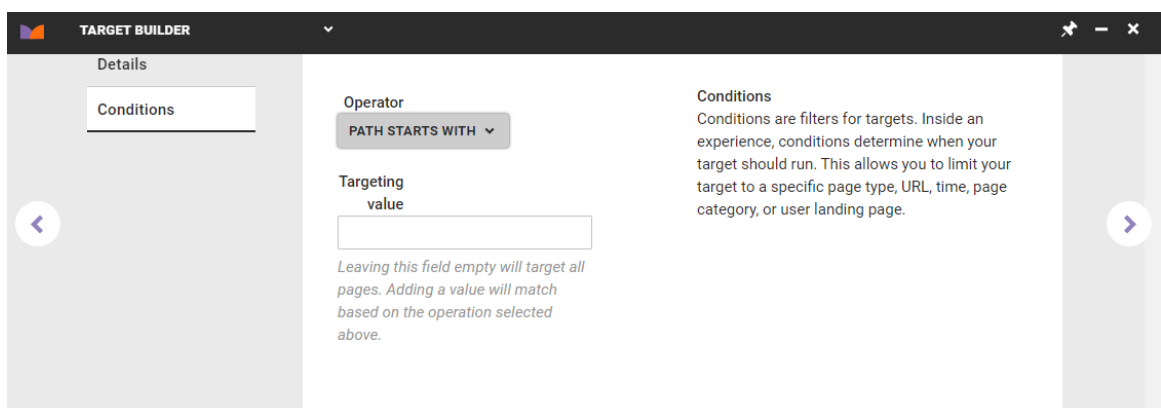 TARGET BUILDER
Details
Conditions
Operator
PATH STARTS WITH
Targeting
value
Leaving this field empty will target all
pages. Adding a value will match
based on the operation selected
above.
Conditions
Conditions are filters for targets. Inside an
experience, conditions determine when your
target should run. This allows you to limit your
target to a specific page type, URL, time, page
category, or user landing page.